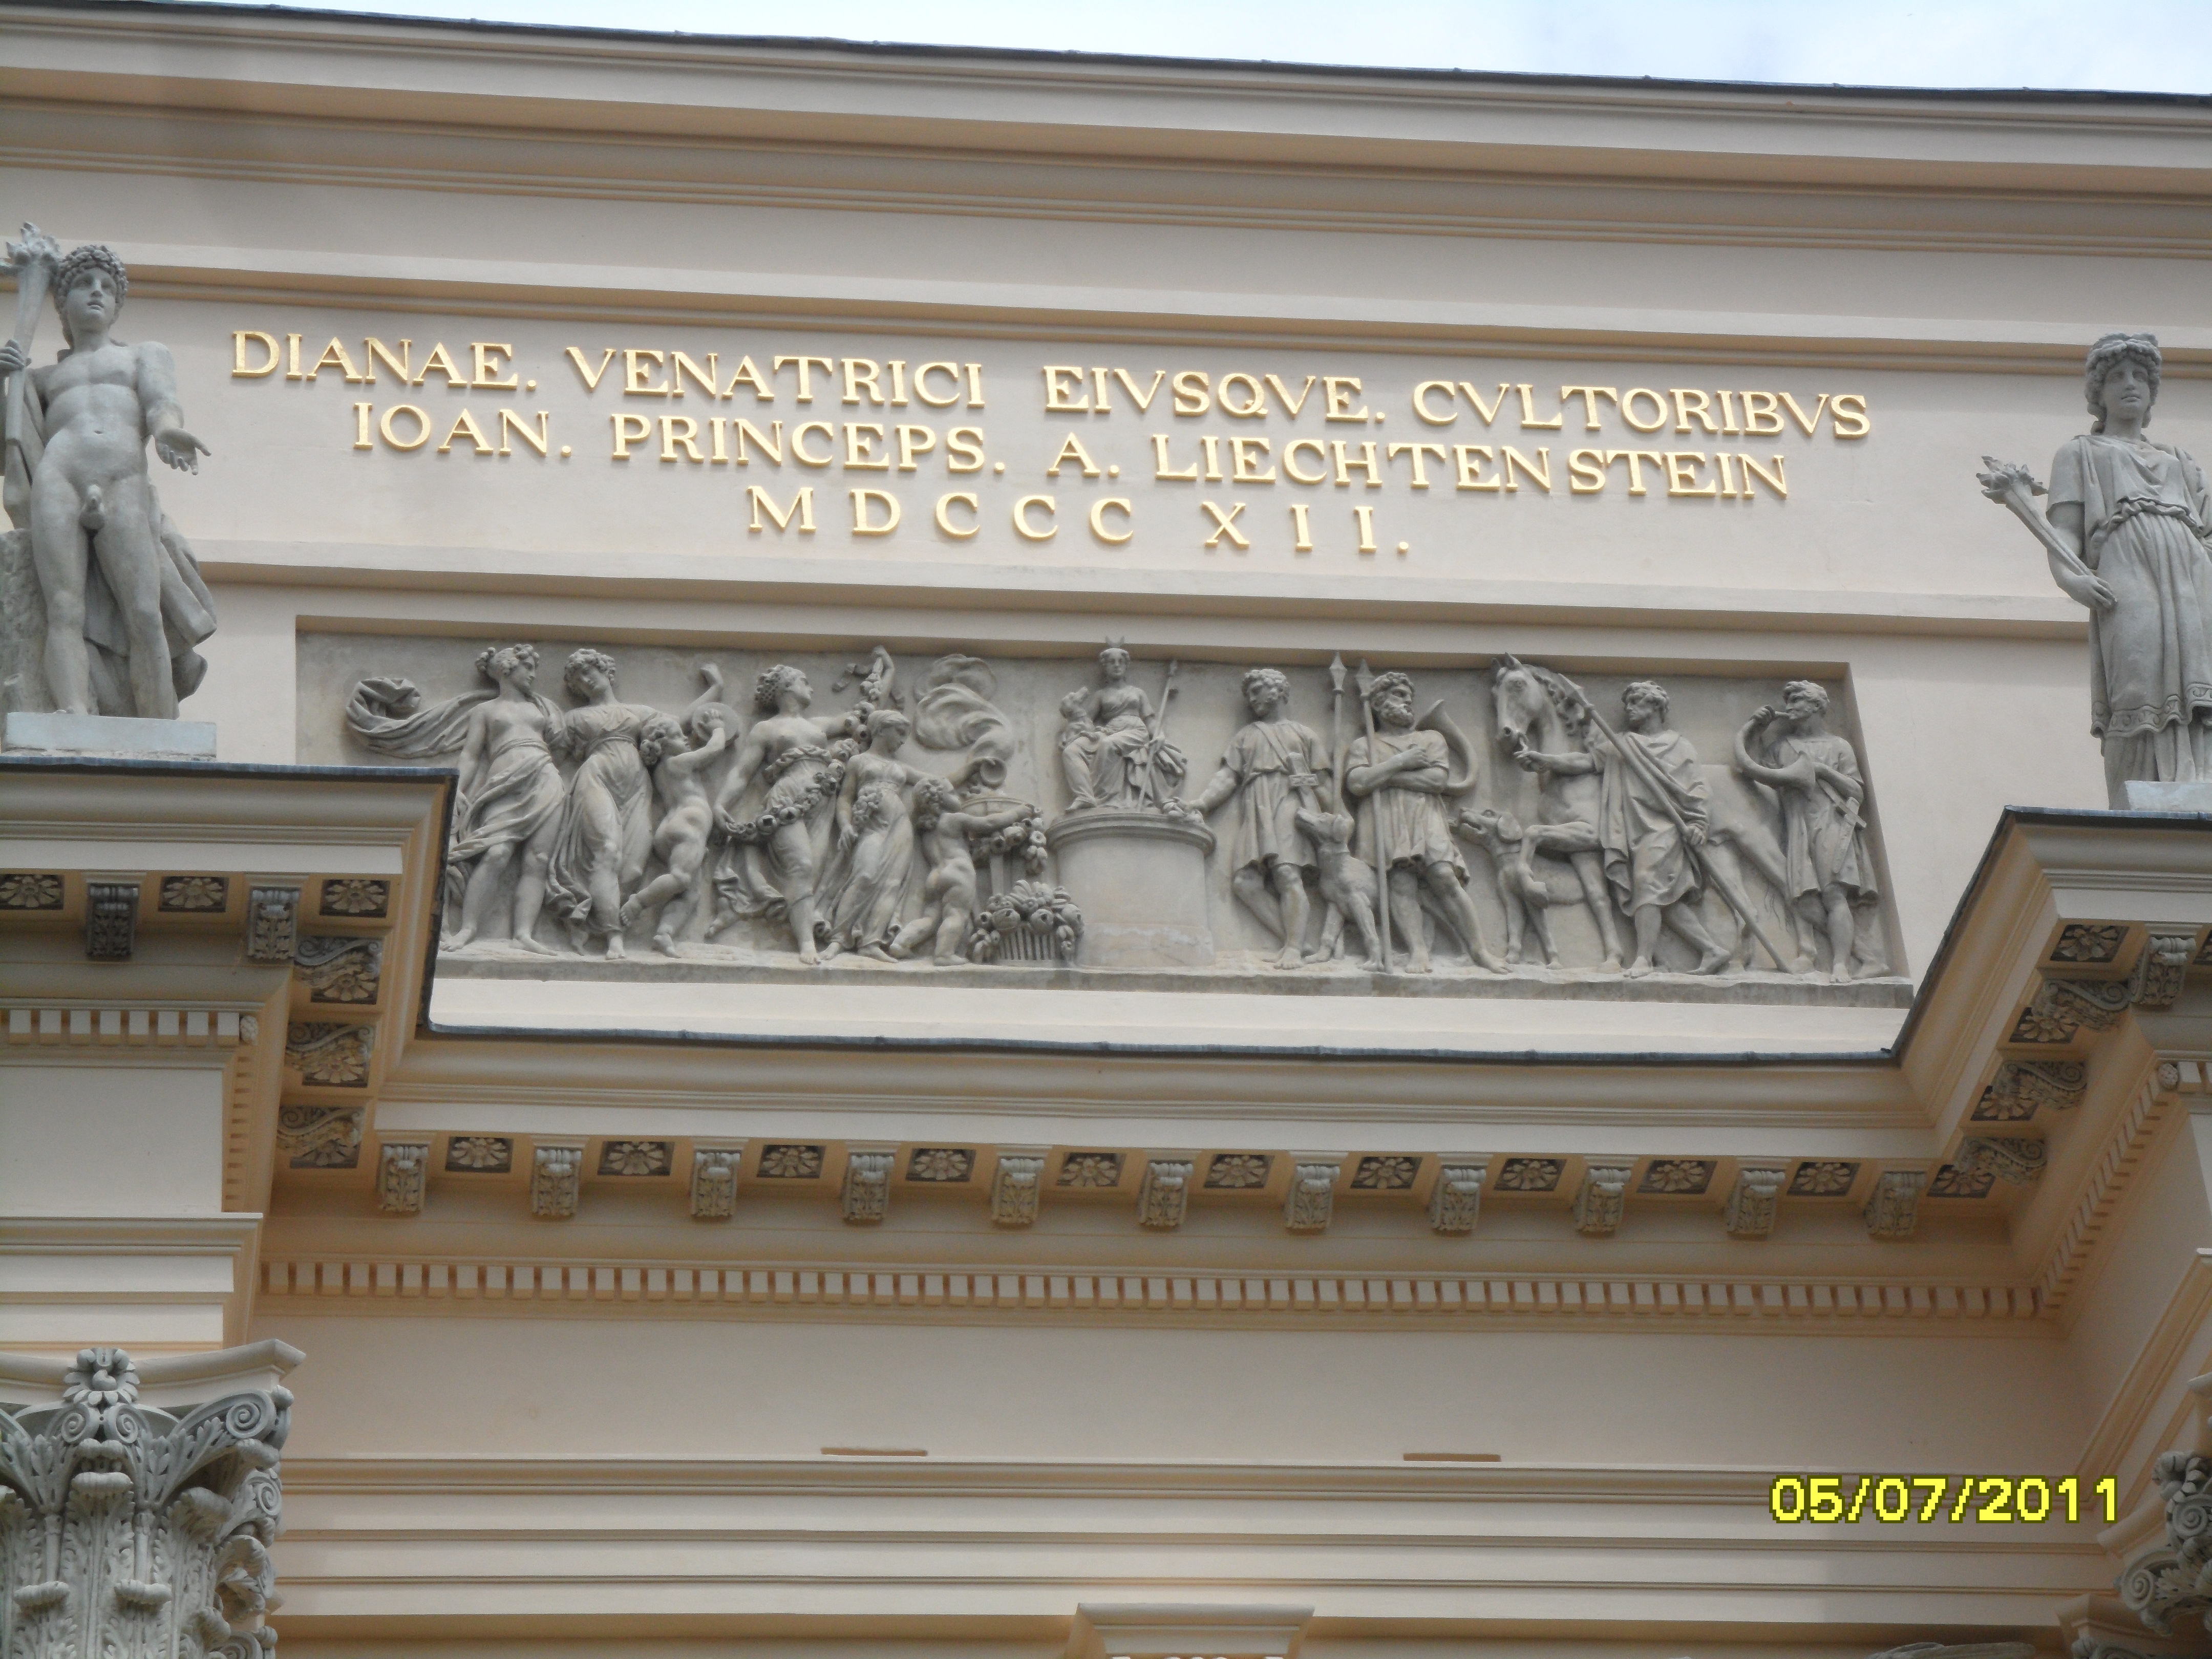 DIANAE. VENATRICI EIVSQVE. CVLTORIBVS
IOAN. PRINCEPS. A. LIECHTENSTEIN
MDCCCXII.
05/07/2011